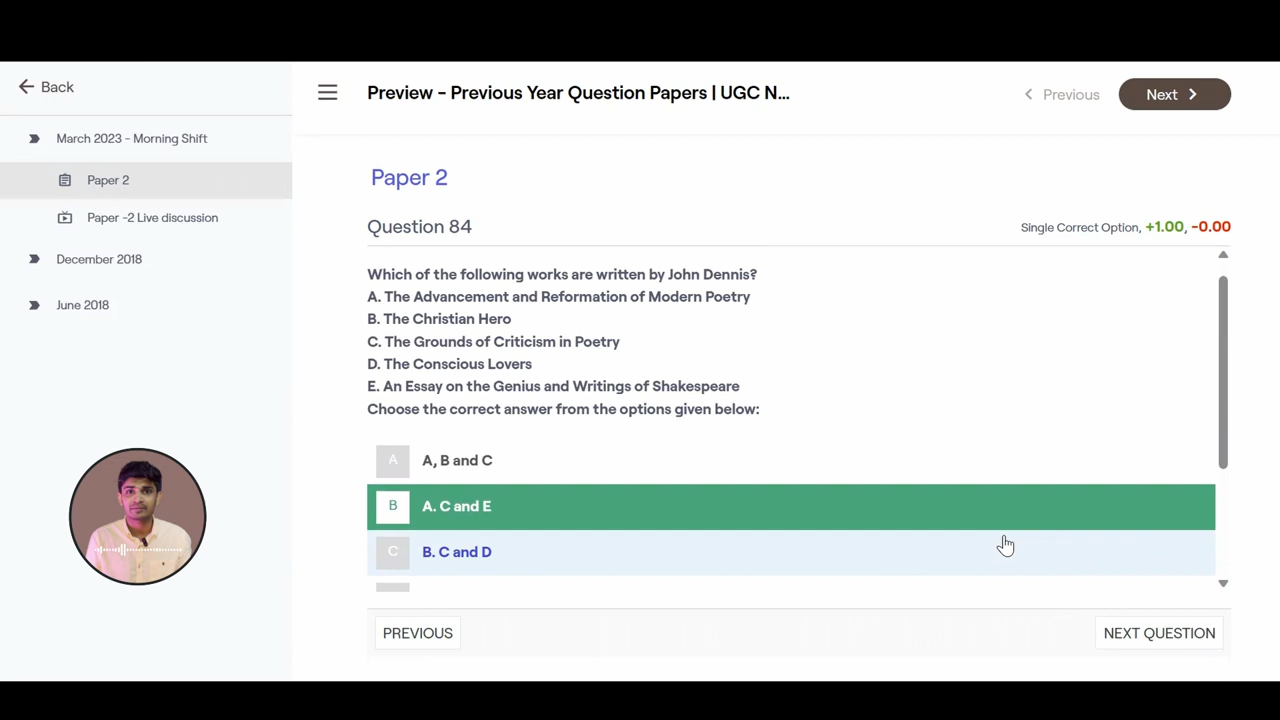 Back
Preview - Previous Year Question Papers | UGC N...
Previous
Next
March 2023 - Morning Shift
Paper 2
Paper -2 Live discussion
December 2018
June 2018
Paper 2
Question 84
Single Correct Option, +1.00, -0.00
Which of the following works are written by John Dennis?
A. The Advancement and Reformation of Modern Poetry
B. The Christian Hero
C. The Grounds of Criticism in Poetry
D. The Conscious Lovers
E. An Essay on the Genius and Writings of Shakespeare
Choose the correct answer from the options given below:
A A, B and C
B A. C and E
C B. C and D
PREVIOUS
NEXT QUESTION